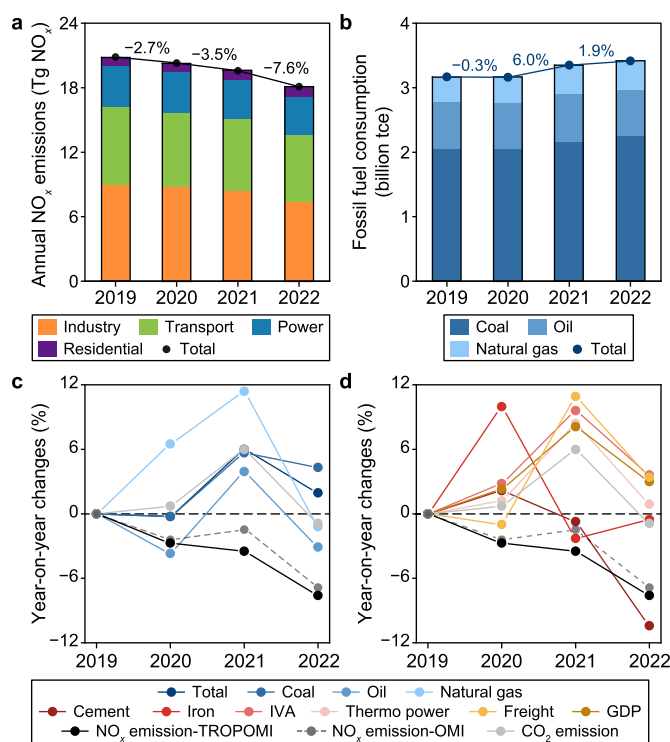 a
Annual NOx emissions (Tg NOx)
24
18
12
6
0
−2.7%
−3.5%
−7.6%
2019 2020 2021 2022
Industry Transport Power
Residential Total
b
Fossil fuel consumption
(billion tce)
4
3
2
1
0
−0.3%
6.0%
1.9%
2019 2020 2021 2022
Coal Oil
Natural gas Total
c
Year-on-year changes (%)
12
6
0
−6
−12
2019 2020 2021 2022
d
Year-on-year changes (%)
12
6
0
−6
−12
2019 2020 2021 2022
Total Coal Oil Natural gas
Cement Iron IVA Thermo power Freight GDP
NOx emission-TROPOMI NOx emission-OMI CO2 emission